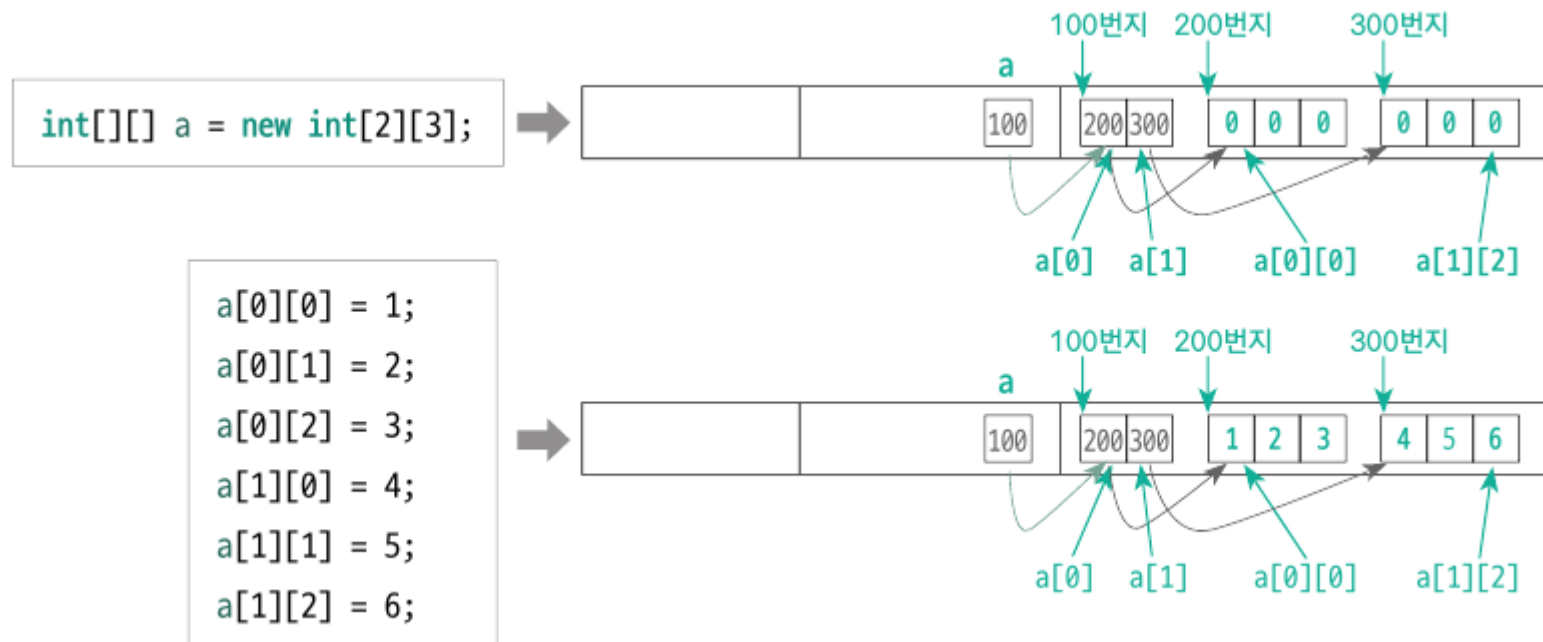 int[][] a = new int[2][3];
100번지 200번지 300번지
a
100 200 300 0 0 0 0 0 0
a[0] a[1] a[0][0] a[1][2]
a[0][0] = 1;
a[0][1] = 2;
a[0][2] = 3;
a[1][0] = 4;
a[1][1] = 5;
a[1][2] = 6;
100번지 200번지 300번지
a
100 200 300 1 2 3 4 5 6
a[0] a[1] a[0][0] a[1][2]